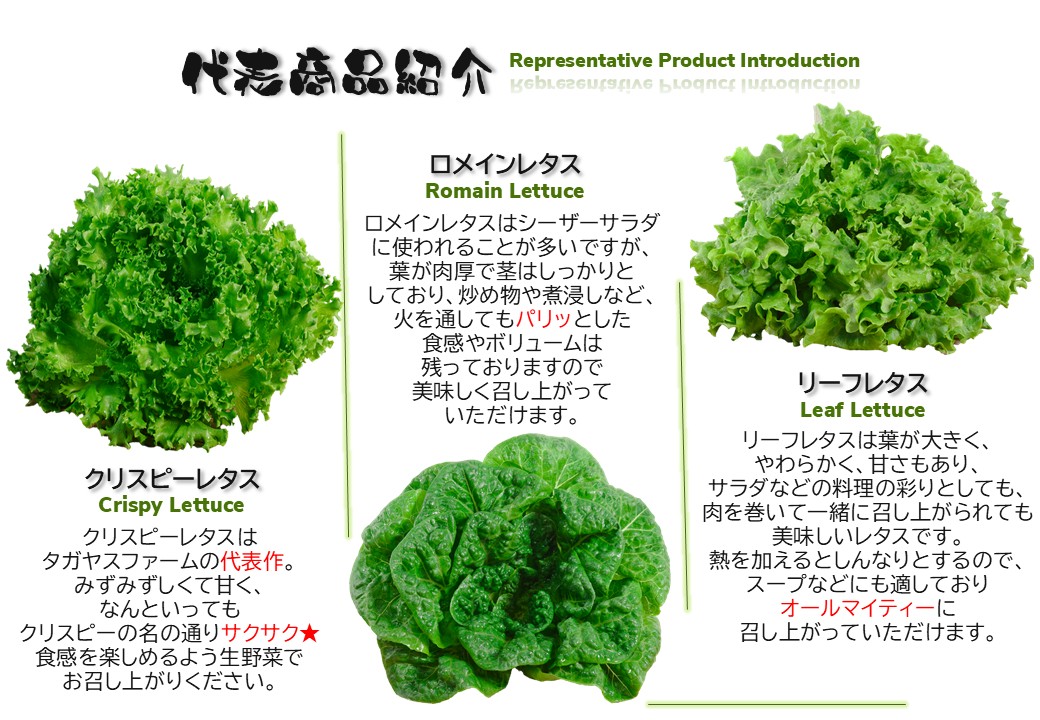 代表商品紹介
Representative Product Introduction
ロメインレタス
Romain Lettuce
ロメインレタスはシーザーサラダ
に使われることが多いですが、
葉が肉厚で茎はしっかりと
しており、炒め物や煮浸しなど、
火を通してもパリッとした
食感やボリュームは
残っておりますので
美味しく召し上がって
いただけます。
クリスピーレタス
Crispy Lettuce
クリスピーレタスは
タガヤスファームの代表作。
みずみずしくて甘く、
なんといっても
クリスピーの名の通りサクサク★
食感を楽しめるよう生野菜で
お召し上がりください。
リーフレタス
Leaf Lettuce
リーフレタスは葉が大きく、
やわらかく、甘さもあり、
サラダなどの料理の彩りとしても、
肉を巻いて一緒に召し上がられても
美味しいレタスです。
熱を加えるとしんなりとするので、
スープなどにも適しており
オールマイティーに
召し上がっていただけます。